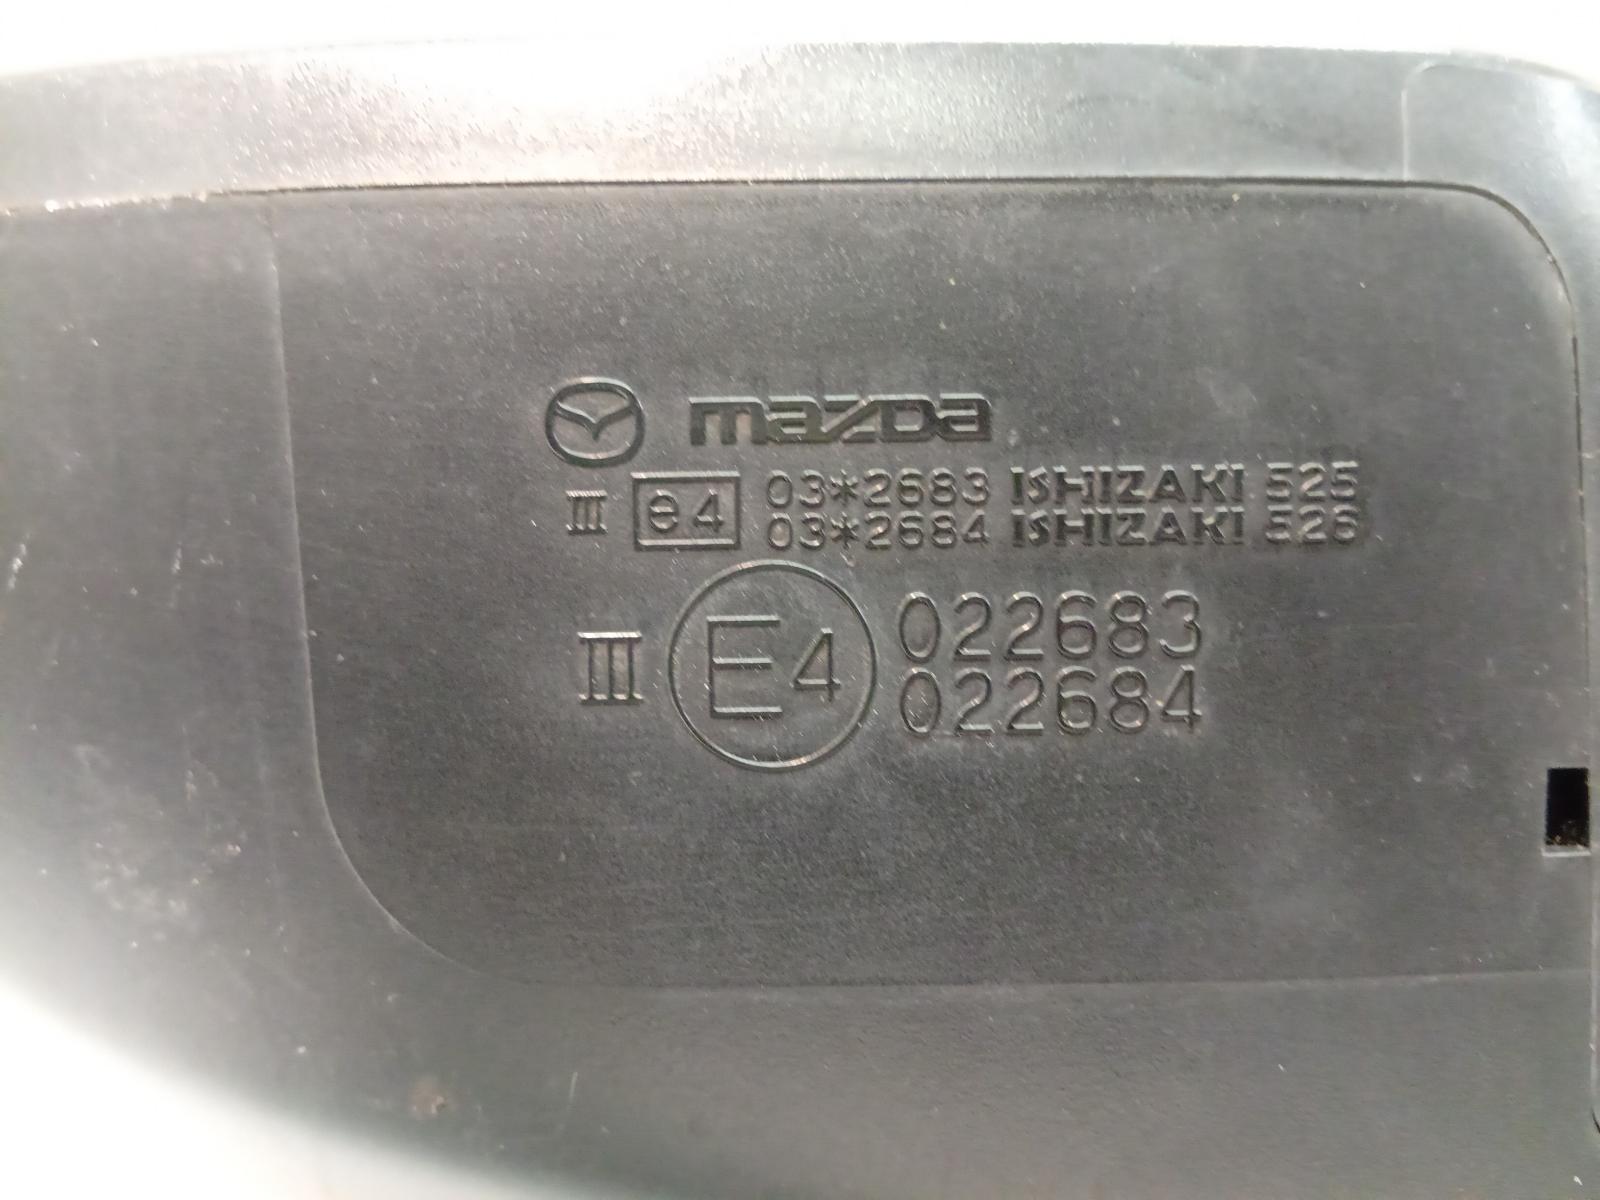 mazda
III e4 03*2683 ISHIZAKI 525
03*2684 ISHIZAKI 526
III E4 022683
022684